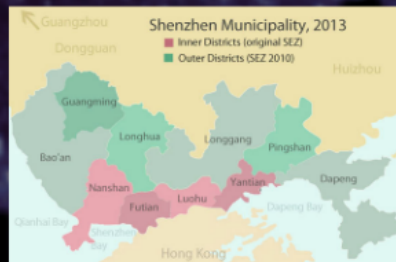 Guangzhou
Shenzhen Municipality, 2013
Inner Districts (original SEZ)
Outer Districts (SEZ 2010)
Dongguan
Huizhou
Guangming
Longhua
Longgang
Pingshan
Bao'an
Nanshan
Futian
Luohu
Yantian
Dapeng
Qianhai Bay
Shenzhen
Bay
Dapeng Bay
Hong Kong